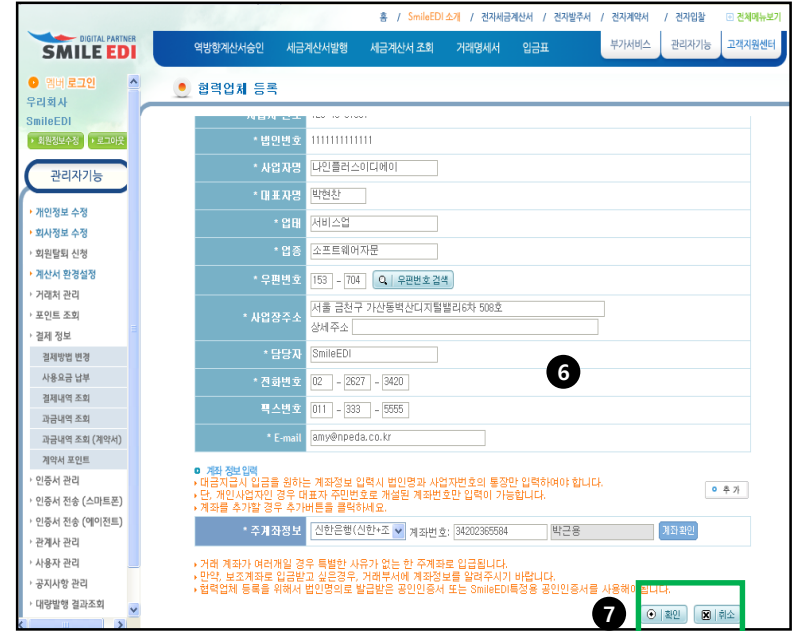 홈 / SmileEDI 소개 / 전자세금계산서 / 전자발주서 / 전자계약서 / 전자입찰 전체메뉴보기
DIGITAL PARTNER
SMILE EDI
역방향계산서승인 세금계산서발행 세금계산서 조회 거래명세서 입금표 부가서비스 관리자기능 고객지원센터
멤버 로그인
우리회사
SmileEDI
회원정보수정 로그아웃
관리자기능
개인정보 수정
회사정보 수정
회원탈퇴 신청
계산서 환경설정
거래처 관리
포인트 조회
결제 정보
결제방법 변경
사용요금 납부
결제내역 조회
과금내역 조회
과금내역 조회 (계약서)
계약서 포인트
인증서 관리
인증서 전송 (스마트폰)
인증서 전송 (에이전트)
관계사 관리
사용자 관리
공지사항 관리
대량발행 결과조회
협력업체 등록
* 법인번호 1111111111111
* 사업자명 나인플러스이디에이
* 대표자명 박현찬
* 업태 서비스업
* 업종 소프트웨어자문
* 우편번호 153 - 704 우편번호검색
* 사업장주소 서울 금천구 가산동벽산디지털밸리6차 508호
상세주소
* 담당자 SmileEDI
* 전화번호 02 - 2627 - 3420
팩스번호 011 - 333 - 5555
* E-mail amy@npeda.co.kr
6
계좌 정보입력
대금지급시 입금을 원하는 계좌정보 입력시 법인명과 사업자번호의 통장만 입력하여야 합니다.
단, 개인사업자인 경우 대표자 주민번호로 개설된 계좌번호만 입력이 가능합니다.
계좌를 추가할 경우 추가버튼을 클릭하세요.
추 가
* 주계좌정보 신한은행(신한+조 계좌번호: 34202365584 박근용 계좌확인
거래 계좌가 여러개일 경우 특별한 사유가 없는 한 주계좌로 입금됩니다.
만약, 보조계좌로 입금받고 싶은경우, 거래부서에 계좌정보를 알려주시기 바랍니다.
협력업체 등록을 위해서 법인명의로 발급받은 공인인증서 또는 SmileEDI특정용 공인인증서를 사용해야 합니다.
7
확인 취소